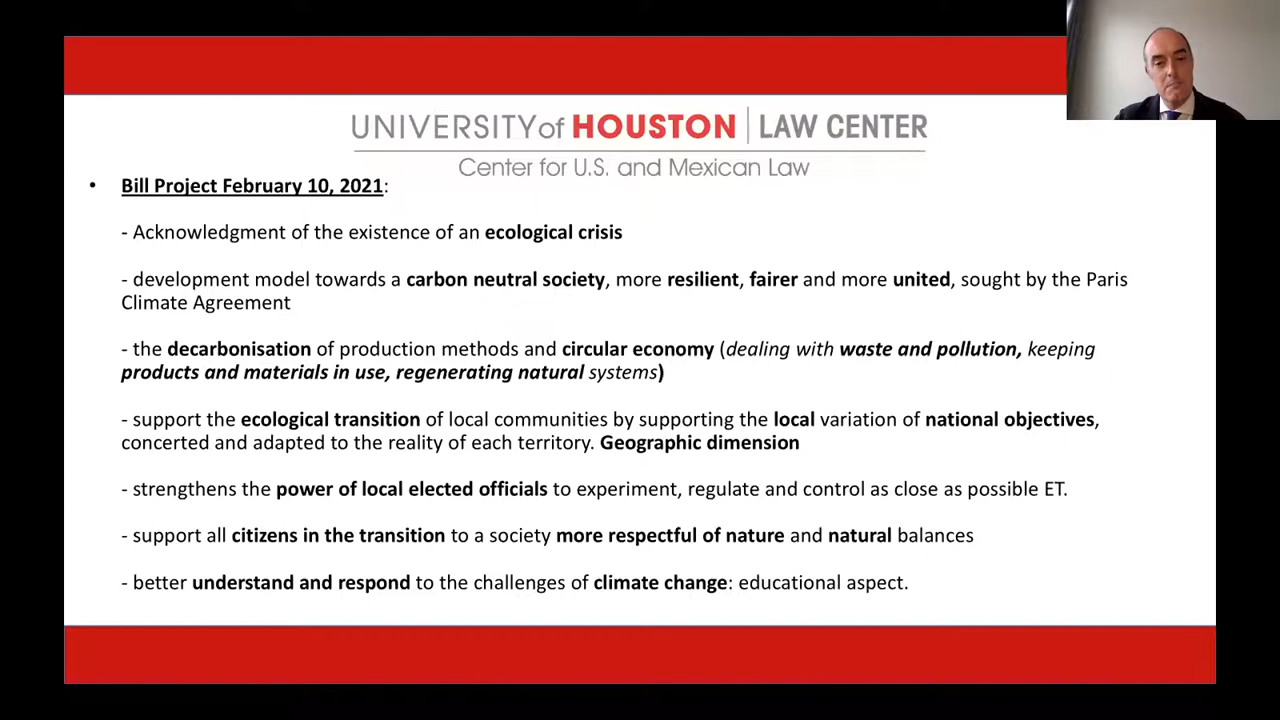 UNIVERSITY of HOUSTON | LAW CENTER
Center for U.S. and Mexican Law
• Bill Project February 10, 2021:
- Acknowledgment of the existence of an ecological crisis
- development model towards a carbon neutral society, more resilient, fairer and more united, sought by the Paris
Climate Agreement
- the decarbonisation of production methods and circular economy (dealing with waste and pollution, keeping
products and materials in use, regenerating natural systems)
- support the ecological transition of local communities by supporting the local variation of national objectives,
concerted and adapted to the reality of each territory. Geographic dimension
- strengthens the power of local elected officials to experiment, regulate and control as close as possible ET.
- support all citizens in the transition to a society more respectful of nature and natural balances
- better understand and respond to the challenges of climate change: educational aspect.